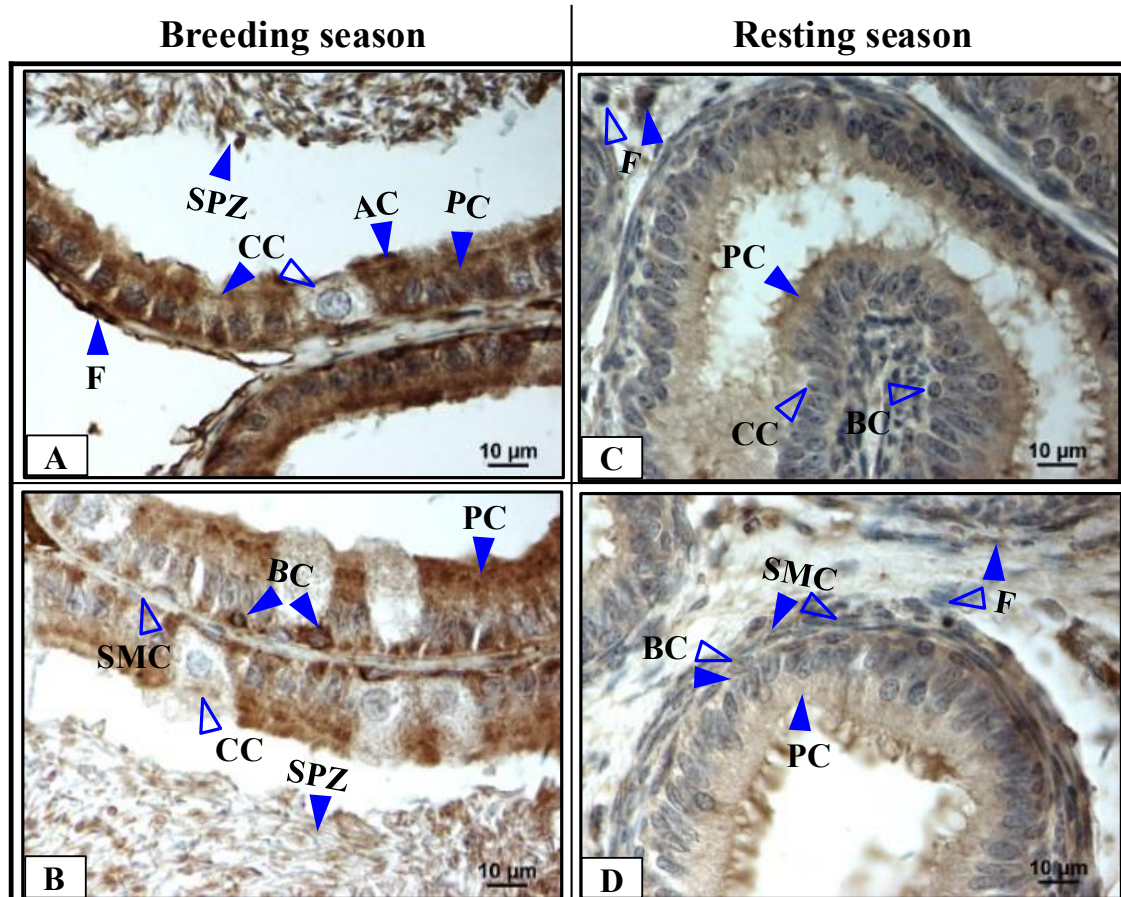 Breeding season
Resting season
SPZ
AC
PC
CC
F
A
10 µm
F
PC
CC
BC
C
10 µm
PC
BC
SMC
CC
SPZ
B
10 µm
SMC
F
BC
PC
D
10 µm